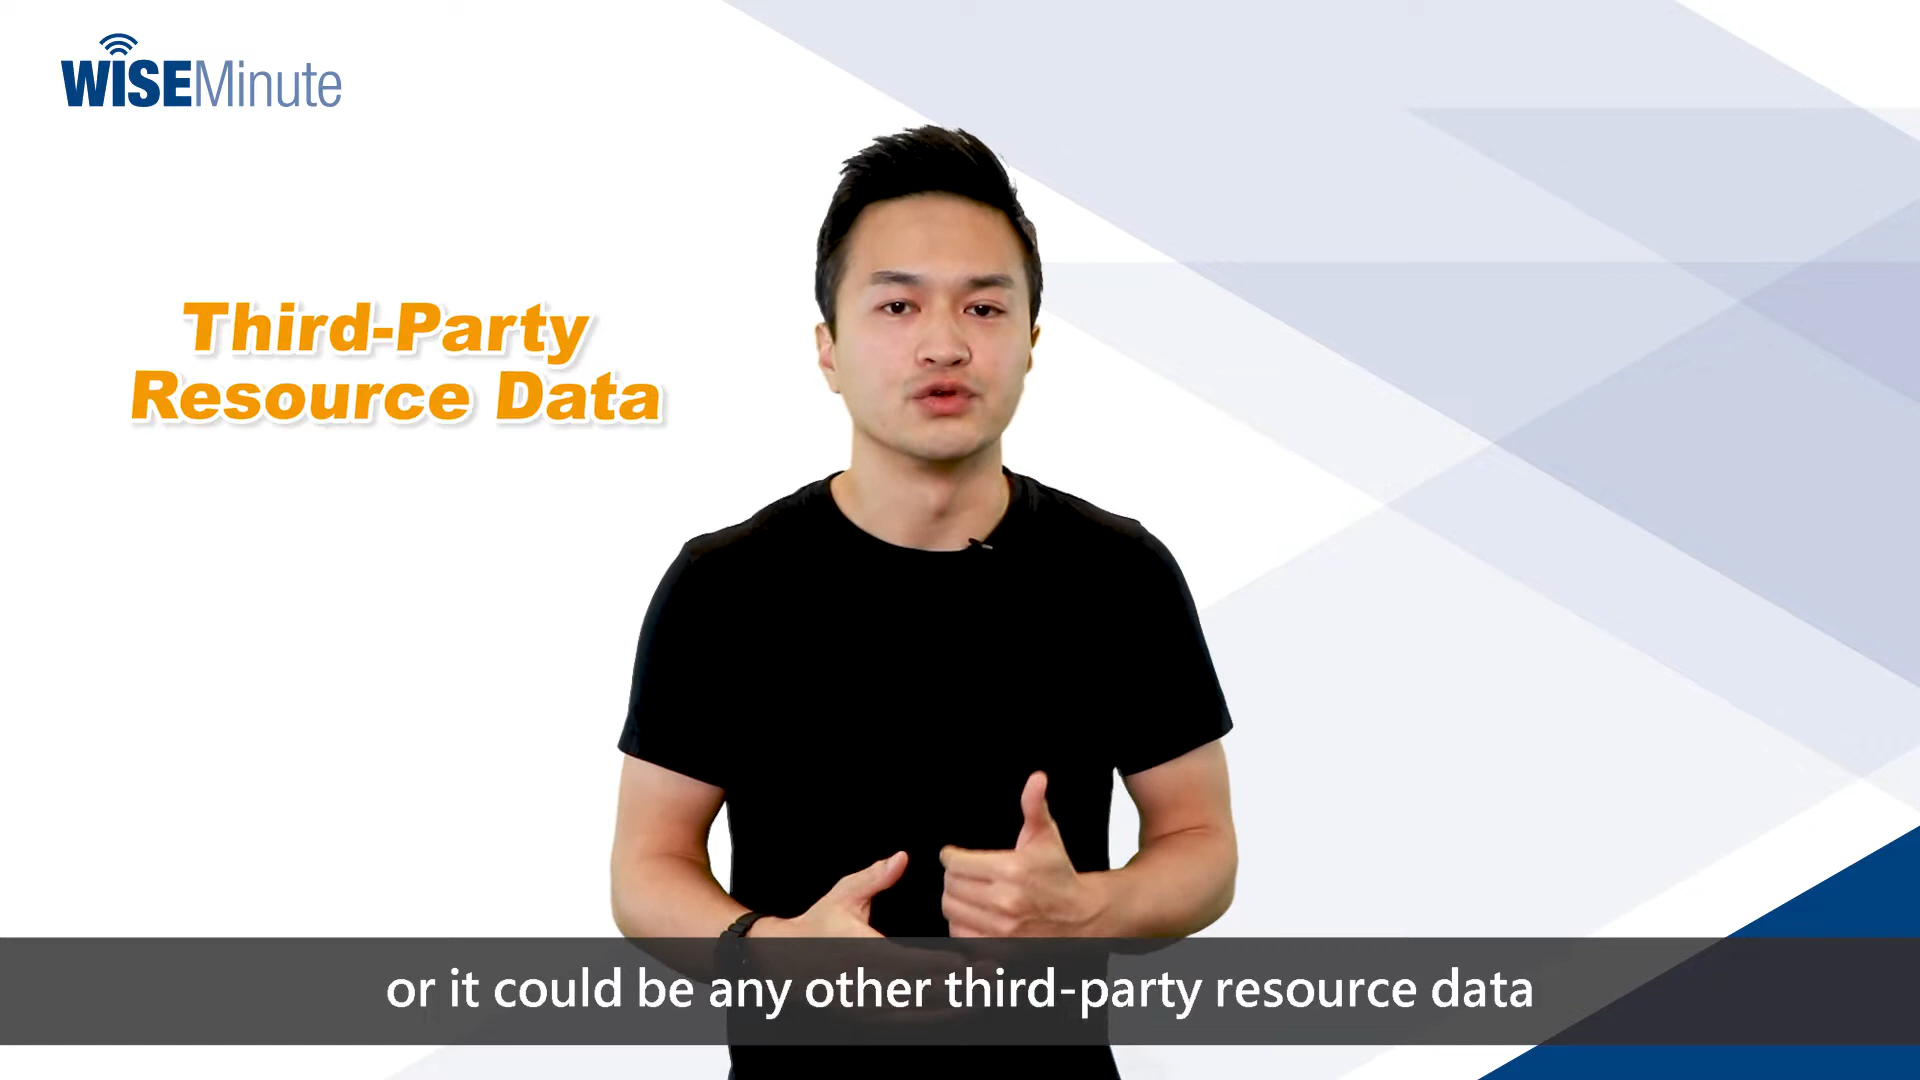 WISEMinute
Third-Party
Resource Data
or it could be any other third-party resource data